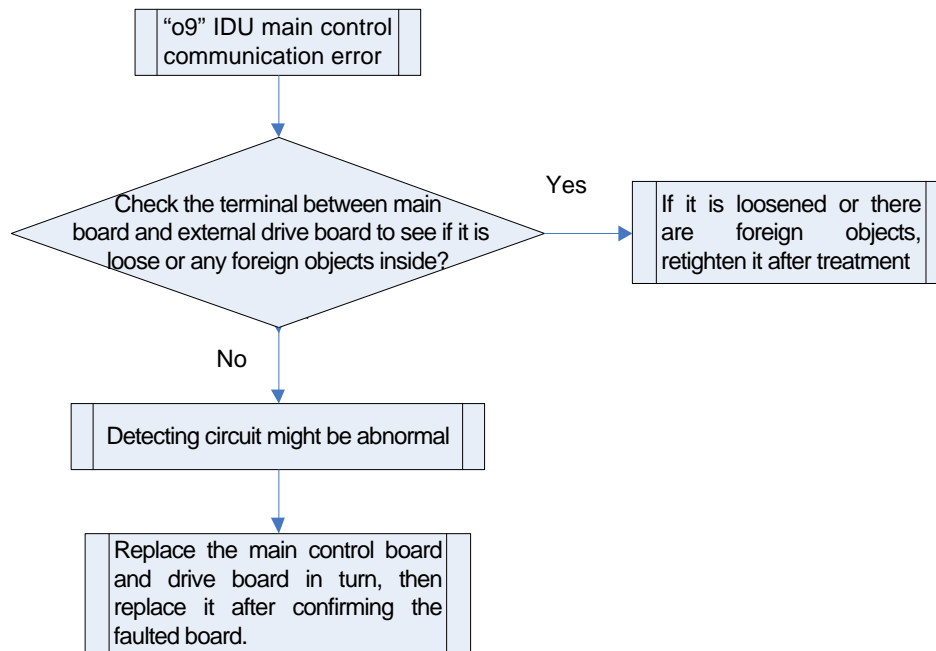 “o9” IDU main control
communication error
Check the terminal between main
board and external drive board to see if it is
loose or any foreign objects inside?
Yes
If it is loosened or there
are foreign objects,
retighten it after treatment
No
Detecting circuit might be abnormal
Replace the main control board
and drive board in turn, then
replace it after confirming the
faulted board.